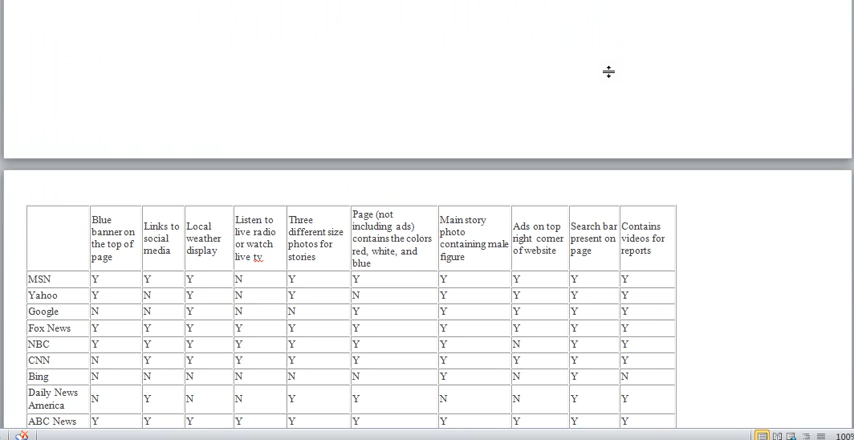 Blue banner on the top of page Links to social media Local weather display Listen to live radio or watch live tv Three different size photos for stories Page (not including ads) contains the colors red, white, and blue Main story photo containing male figure Ads on top right corner of website Search bar present on page Contains videos for reports
MSN Y Y Y N Y Y Y Y Y Y
Yahoo Y N Y N Y N Y Y Y Y
Google N N Y N N Y Y Y Y Y
Fox News Y Y Y Y Y Y Y Y Y Y
NBC Y Y Y Y Y Y Y N Y Y
CNN N Y Y Y Y Y Y Y Y Y
Bing N N N N N N Y N Y N
Daily News America N Y N N Y Y N N Y Y
ABC News Y Y Y Y Y Y Y Y Y Y
100%